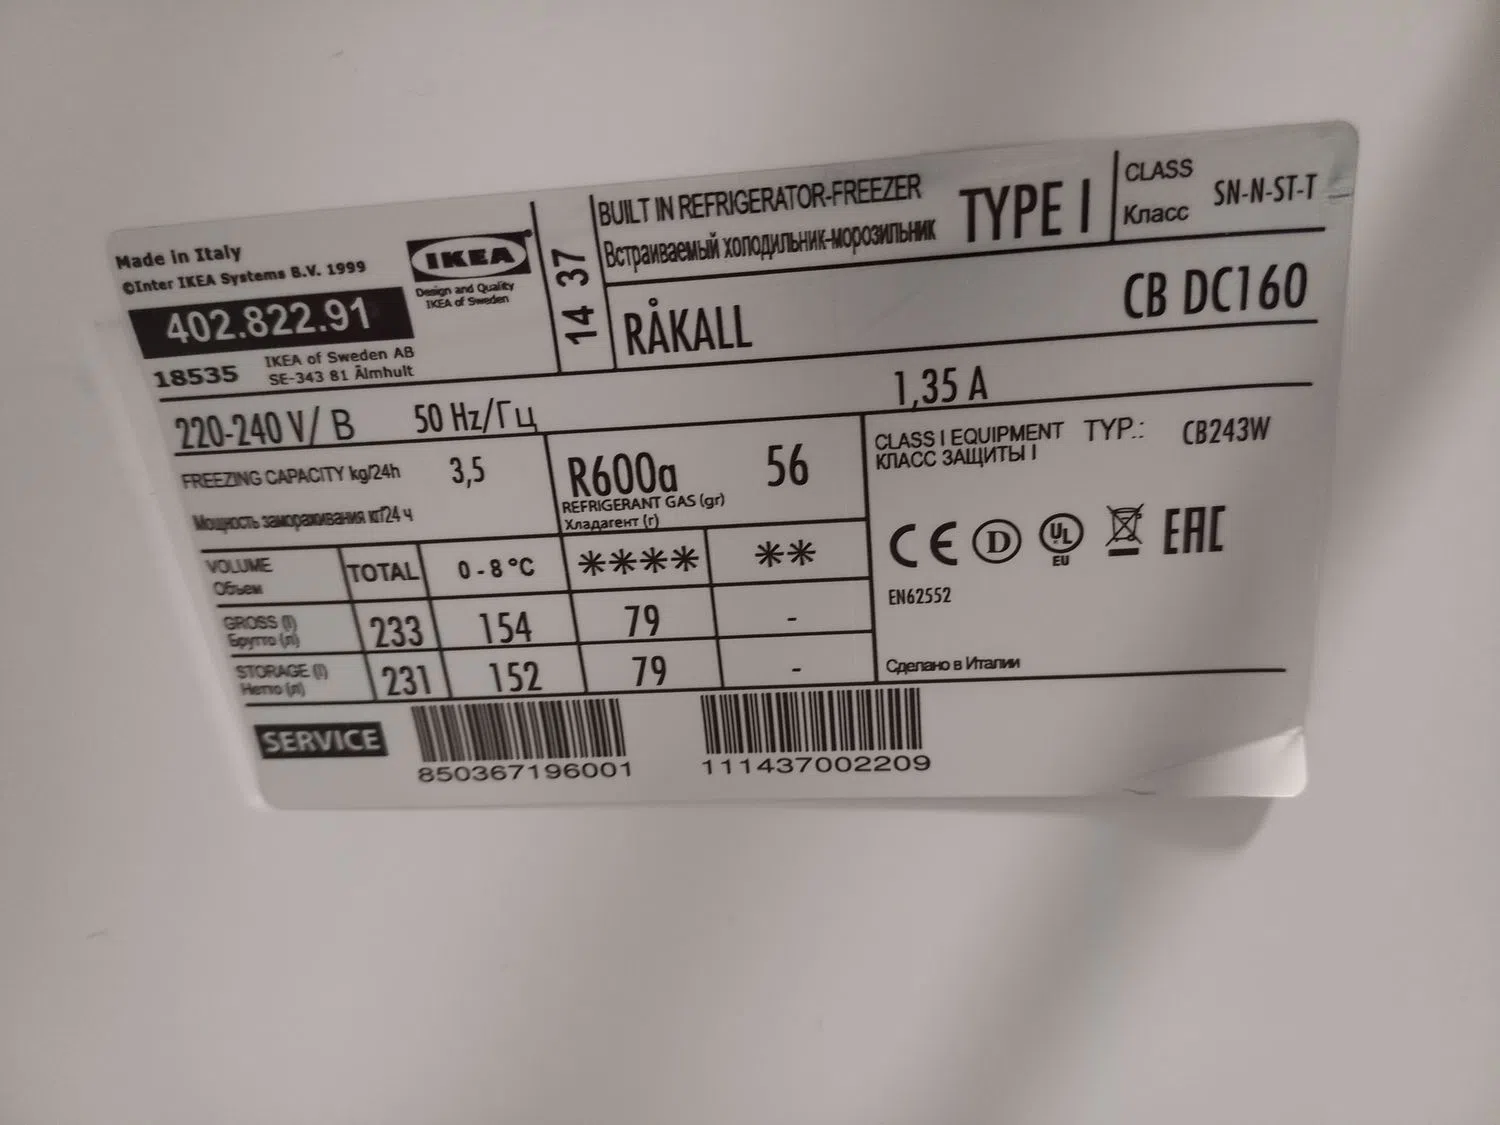 Made in Italy
©Inter IKEA Systems B.V. 1999
402.822.91
18535
IKEA of Sweden AB
SE-343 81 Älmhult
IKEA
Design and Quality
IKEA of Sweden
14 37
BUILT IN REFRIGERATOR-FREEZER
Встраиваемый холодильник-морозильник
TYPE I
CLASS
Класс
SN-N-ST-T
RÅKALL
CB DC160
220-240 V/ В 50 Hz/Гц 1,35 A
FREEZING CAPACITY kg/24h 3,5
Мощность замораживания кг/24 ч
R600a 56
REFRIGERANT GAS (gr)
Хладагент (г)
CLASS I EQUIPMENT TYP.: CB243W
КЛАСС ЗАЩИТЫ I
VOLUME
Объем
TOTAL 0 - 8 °C **** **
GROSS (l)
Брутто (л)
233 154 79 -
STORAGE (l)
Нетто (л)
231 152 79 -
CE D UL EU EAC
EN62552
Сделано в Италии
SERVICE
850367196001 111437002209